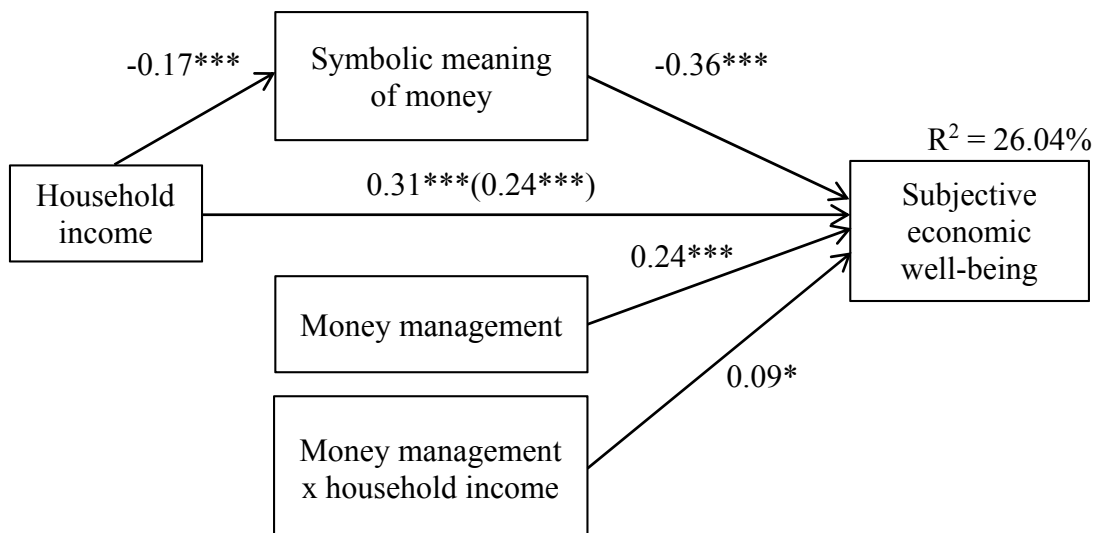 -0.17***
Symbolic meaning
of money
-0.36***
R² = 26.04%
Household
income
0.31***(0.24***)
Subjective
economic
well-being
0.24***
Money management
0.09*
Money management
x household income